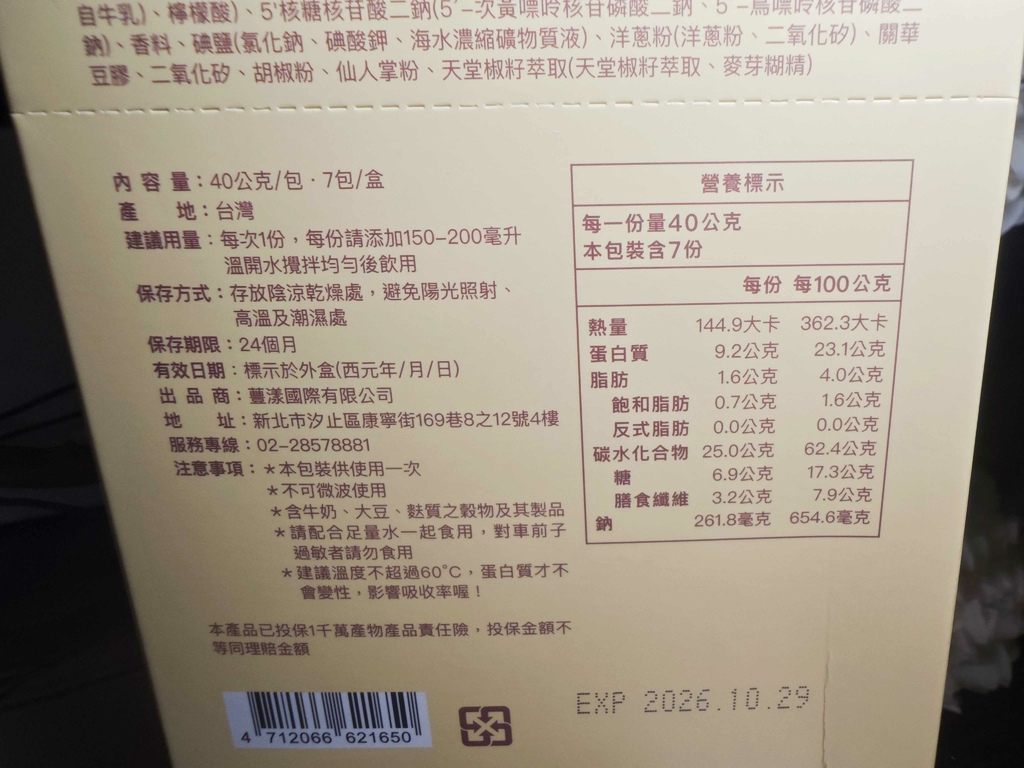 自牛乳)、檸檬酸)、5'核糖核苷酸二鈉(5'-次黃嘌呤核苷磷酸二鈉、5'-鳥嘌呤核苷磷酸二
鈉)、香料、碘鹽(氯化鈉、碘酸鉀、海水濃縮礦物質液)、洋蔥粉(洋蔥粉、二氧化矽)、關華
豆膠、二氧化矽、胡椒粉、仙人掌粉、天堂椒籽萃取(天堂椒籽萃取、麥芽糊精)
內容量：40公克/包·7包/盒
產 地：台灣
建議用量：每次1份，每份請添加150-200毫升
溫開水攪拌均勻後飲用
保存方式：存放陰涼乾燥處，避免陽光照射、
高溫及潮濕處
保存期限：24個月
有效日期：標示於外盒(西元年/月/日)
出品商：蘴漾國際有限公司
地 址：新北市汐止區康寧街169巷8之12號4樓
服務專線：02-28578881
注意事項：＊本包裝供使用一次
＊不可微波使用
＊含牛奶、大豆、麩質之穀物及其製品
＊請配合足量水一起食用，對車前子
過敏者請勿食用
＊建議溫度不超過60°C，蛋白質才不
會變性，影響吸收率喔！
本產品已投保1千萬產物產品責任險，投保金額不
等同理賠金額
4 712066 621650
營養標示
每一份量40公克
本包裝含7份
每份 每100公克
熱量 144.9大卡 362.3大卡
蛋白質 9.2公克 23.1公克
脂肪 1.6公克 4.0公克
飽和脂肪 0.7公克 1.6公克
反式脂肪 0.0公克 0.0公克
碳水化合物 25.0公克 62.4公克
糖 6.9公克 17.3公克
膳食纖維 3.2公克 7.9公克
鈉 261.8毫克 654.6毫克
EXP 2026.10.29